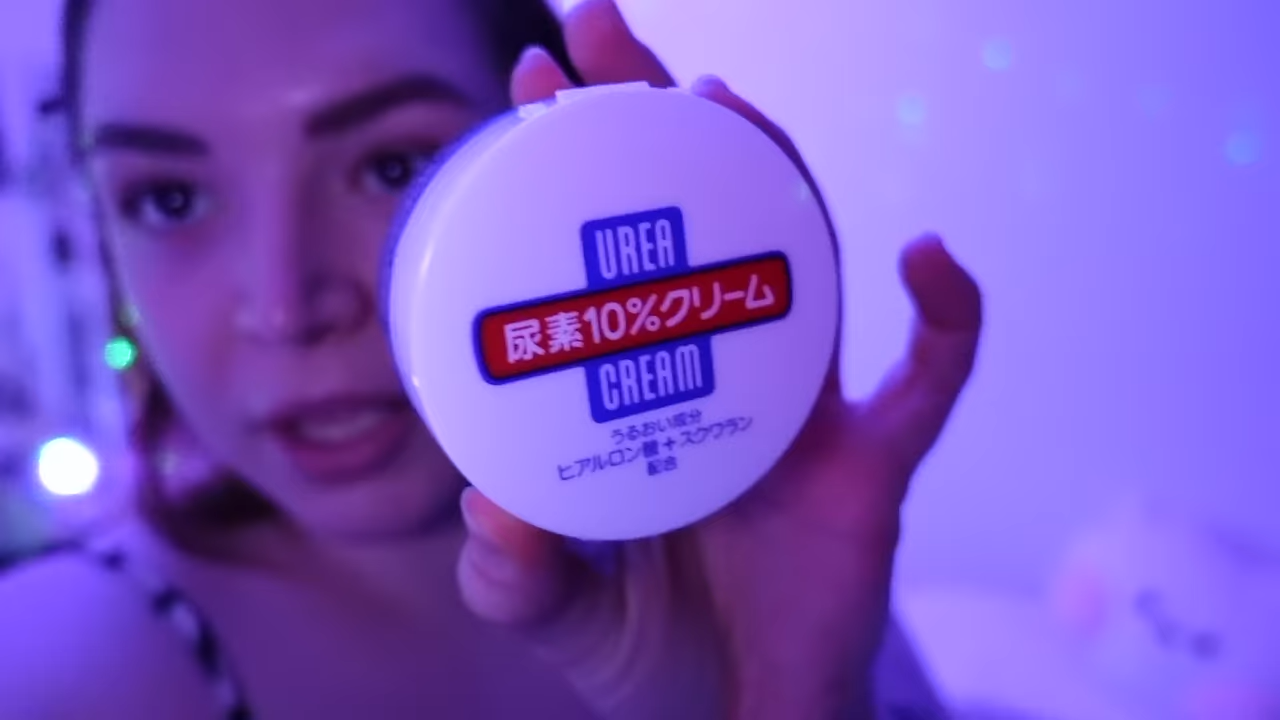 UREA
尿素10%クリーム
CREAM
うるおい成分
ヒアルロン酸+スクワラン
配合